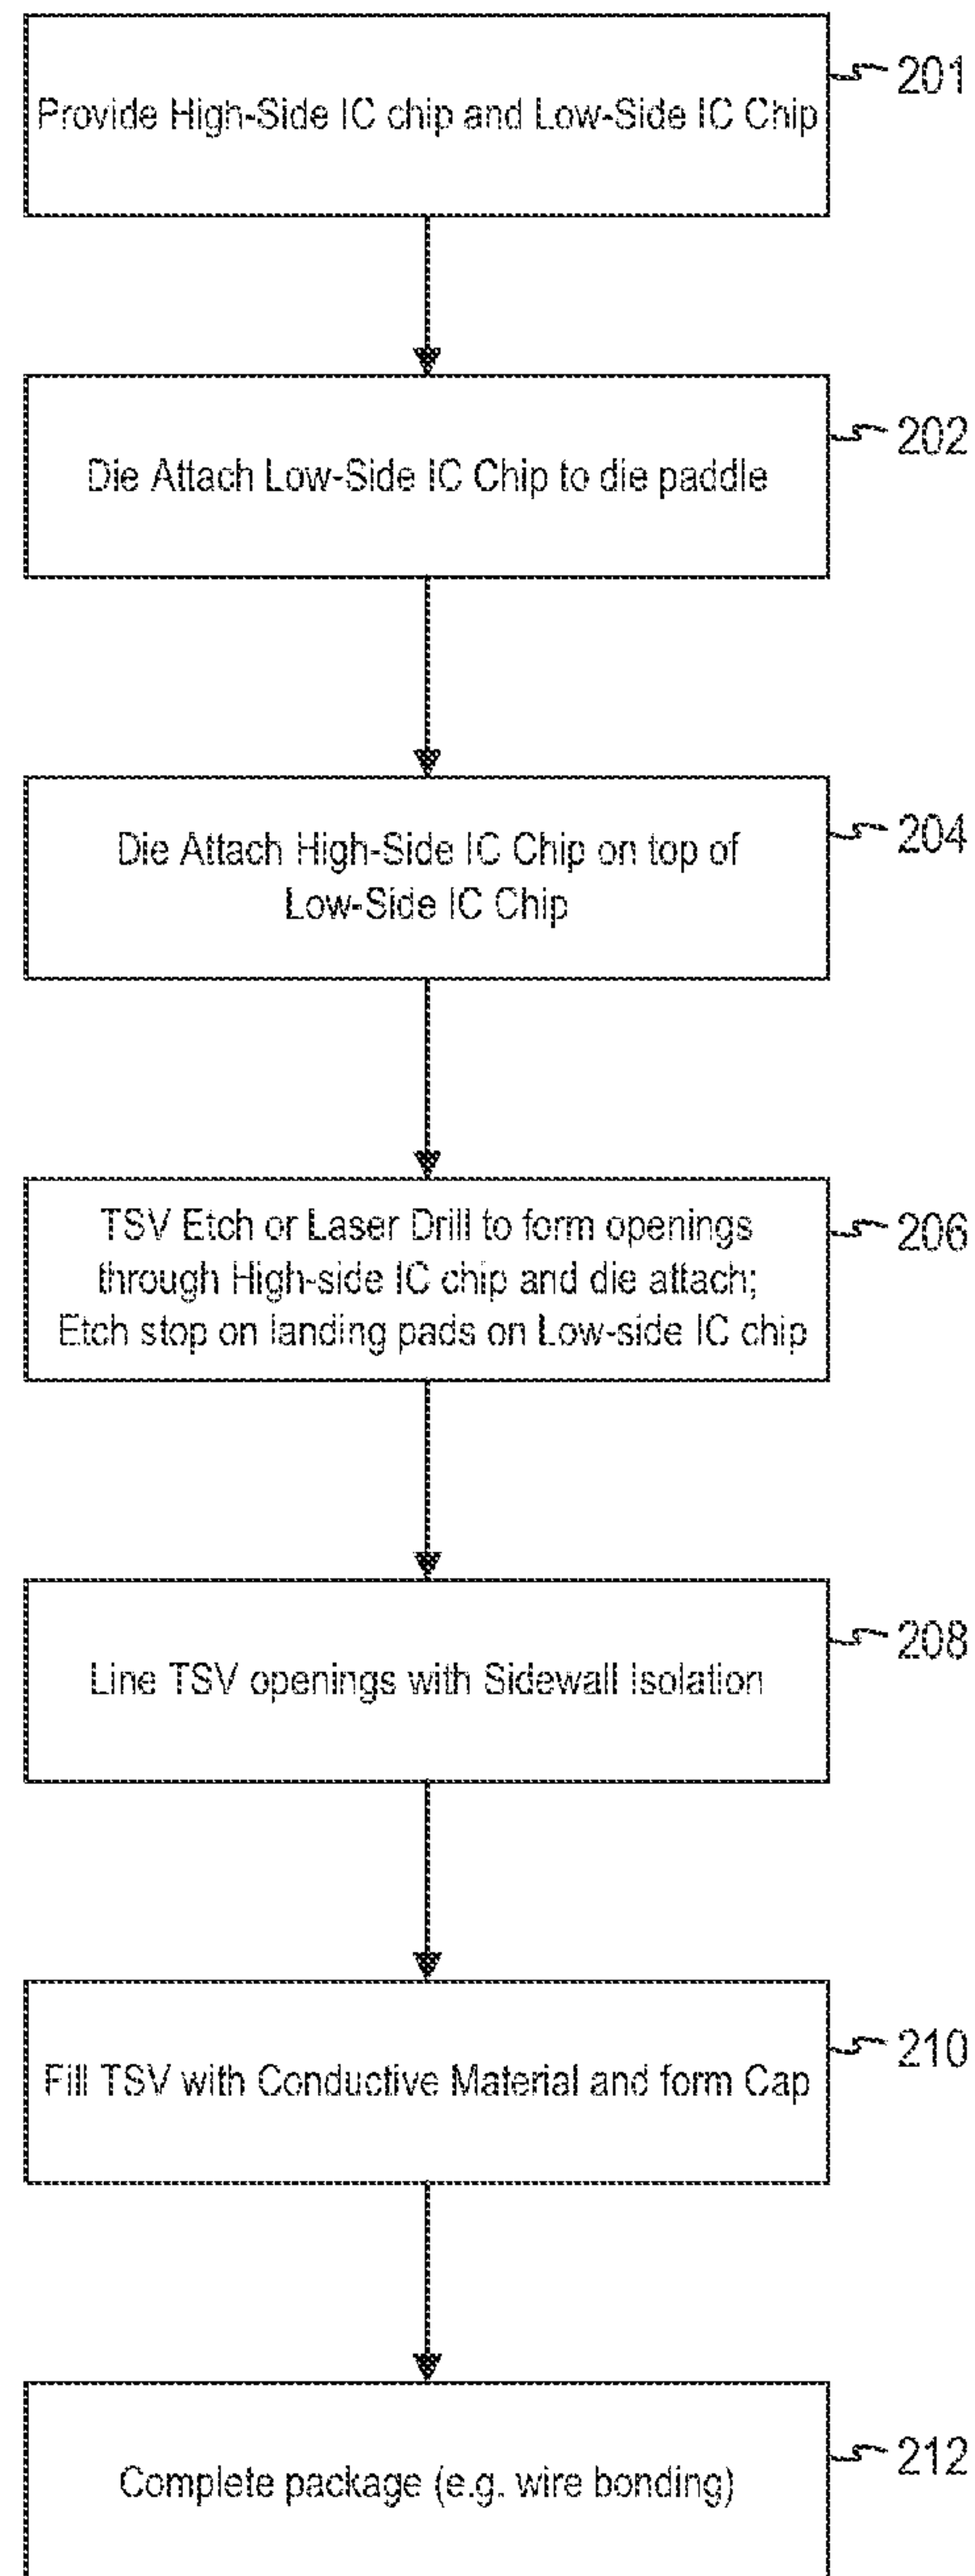 Provide High-Side IC chip and Low-Side IC Chip
201
Die Attach Low-Side IC Chip to die paddle
202
Die Attach High-Side IC Chip on top of
Low-Side IC Chip
204
TSV Etch or Laser Drill to form openings
through High-side IC chip and die attach;
Etch stop on landing pads on Low-side IC chip
206
Line TSV openings with Sidewall Isolation
208
Fill TSV with Conductive Material and form Cap
210
Complete package (e.g. wire bonding)
212